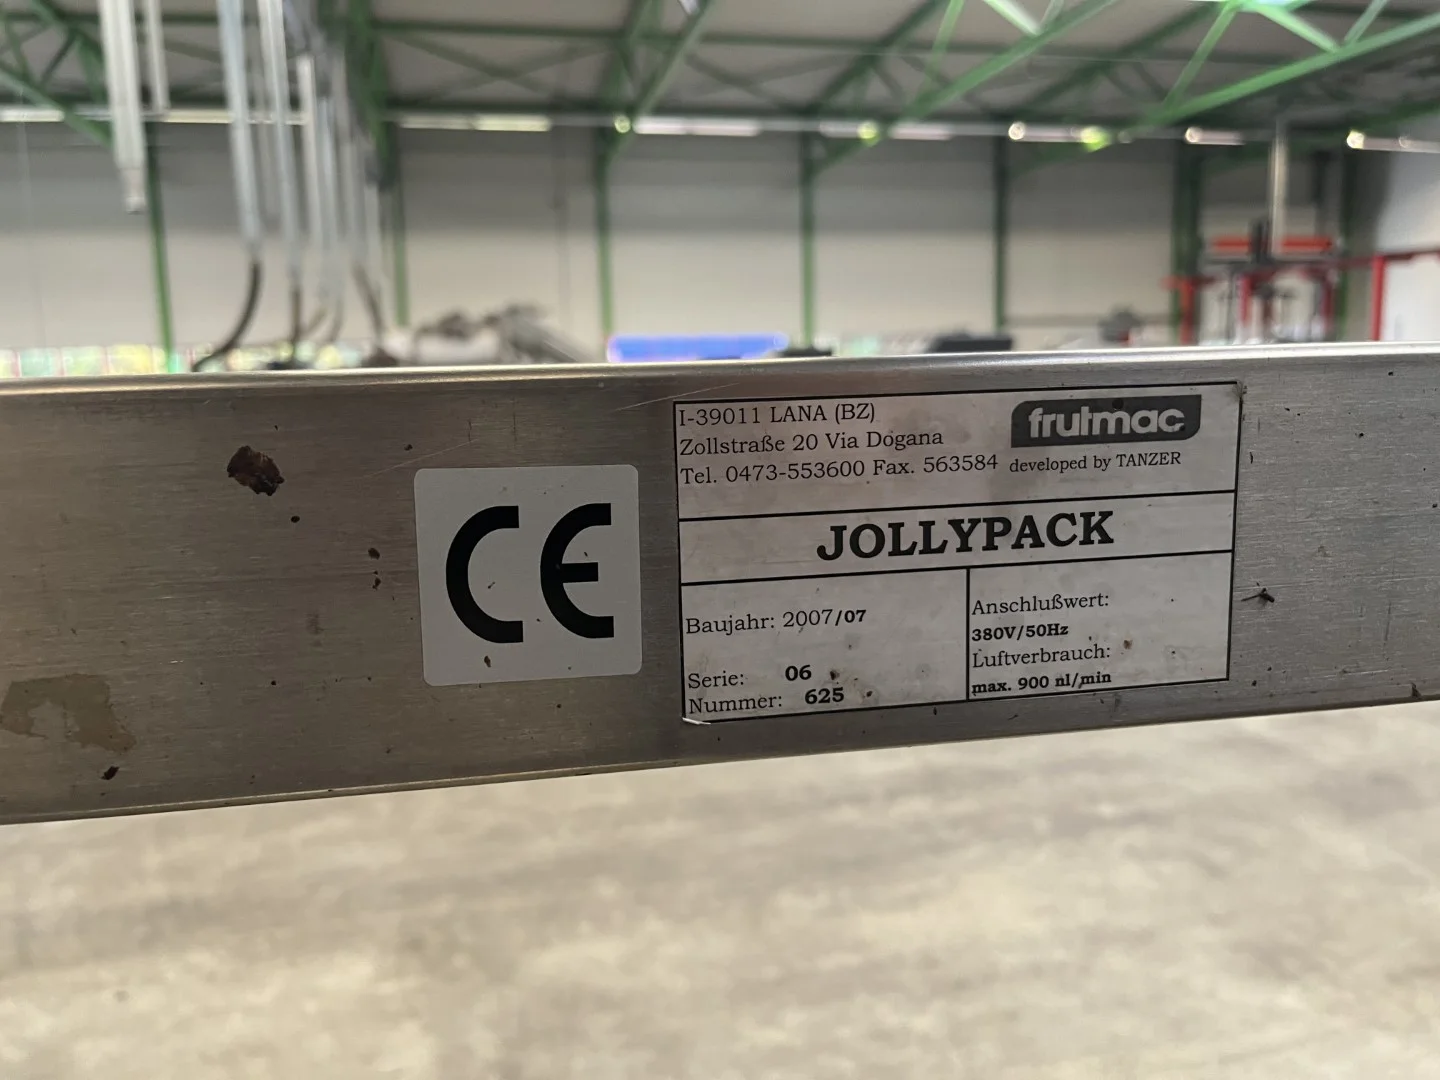 CE
I-39011 LANA (BZ)
Zollstraße 20 Via Dogana
Tel. 0473-553600 Fax. 563584
frutmac
developed by TANZER
JOLLYPACK
Baujahr: 2007/07
Serie: 06
Nummer: 625
Anschlußwert:
380V/50Hz
Luftverbrauch:
max. 900 nl/min